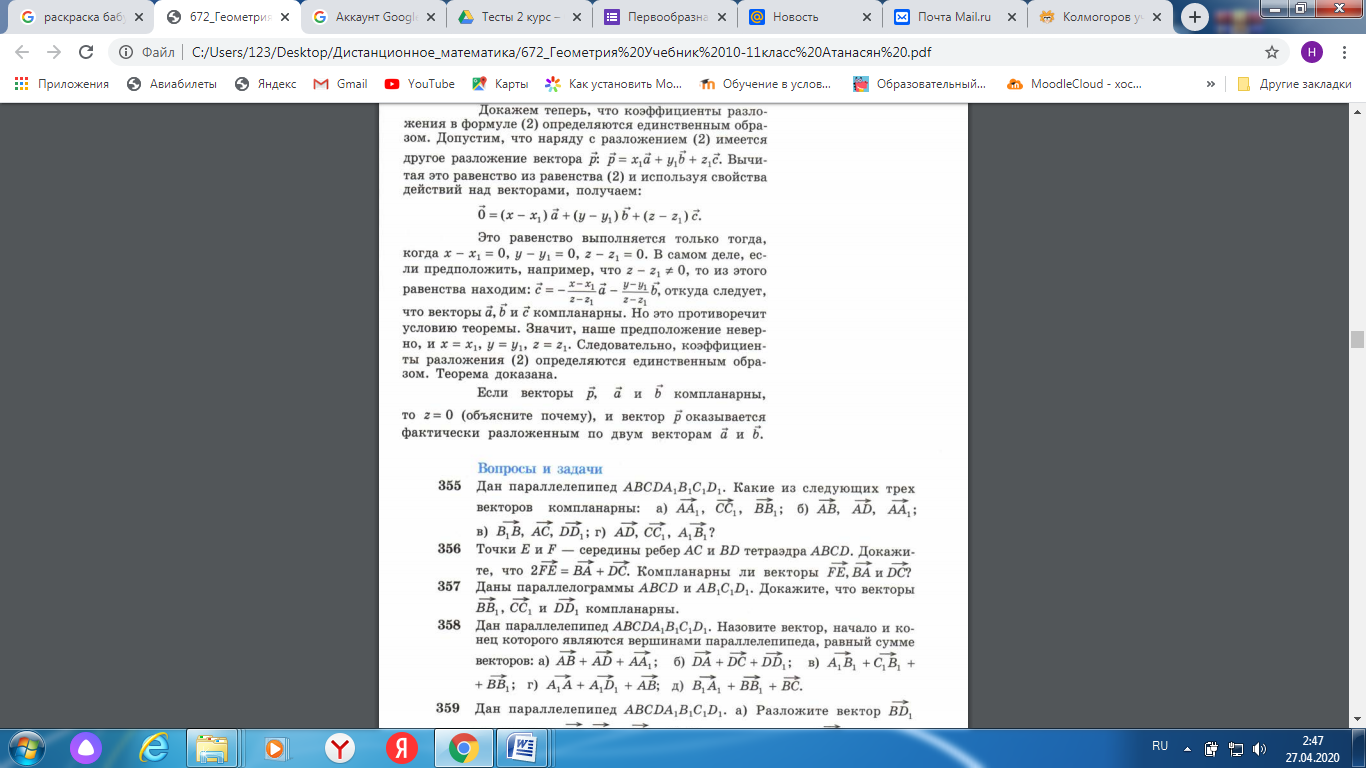 раскраска бабу
672_Геометрия
Аккаунт Google
Тесты 2 курс –
Первообразна
Новость
Почта Mail.ru
Колмогоров уч
Файл | C:/Users/123/Desktop/Дистанционное_математика/672_Геометрия%20Учебник%2010-11класс%20Атанасян%20.pdf
Н
Приложения Авиабилеты Яндекс Gmail YouTube Карты Как установить Мо... Обучение в услов... Образовательный... MoodleCloud - хос... » Другие закладки
Докажем теперь, что коэффициенты разло-
жения в формуле (2) определяются единственным обра-
зом. Допустим, что наряду с разложением (2) имеется
другое разложение вектора p⃗: p⃗ = x₁a⃗ + y₁b⃗ + z₁c⃗. Вычи-
тая это равенство из равенства (2) и используя свойства
действий над векторами, получаем:
0⃗ = (x – x₁) a⃗ + (y – y₁) b⃗ + (z – z₁) c⃗.
Это равенство выполняется только тогда,
когда x – x₁ = 0, y – y₁ = 0, z – z₁ = 0. В самом деле, ес-
ли предположить, например, что z – z₁ ≠ 0, то из этого
равенства находим: c⃗ = – (x–x₁)/(z–z₁) a⃗ – (y–y₁)/(z–z₁) b⃗, откуда следует,
что векторы a⃗, b⃗ и c⃗ компланарны. Но это противоречит
условию теоремы. Значит, наше предположение невер-
но, и x = x₁, y = y₁, z = z₁. Следовательно, коэффициен-
ты разложения (2) определяются единственным обра-
зом. Теорема доказана.
Если векторы p⃗, a⃗ и b⃗ компланарны,
то z = 0 (объясните почему), и вектор p⃗ оказывается
фактически разложенным по двум векторам a⃗ и b⃗.
Вопросы и задачи
355 Дан параллелепипед ABCDA₁B₁C₁D₁. Какие из следующих трех
векторов компланарны: а) AA₁, CC₁, BB₁; б) AB, AD, AA₁;
в) B₁B, AC, DD₁; г) AD, CC₁, A₁B₁?
356 Точки E и F — середины ребер AC и BD тетраэдра ABCD. Докажи-
те, что 2FE = BA + DC. Компланарны ли векторы FE, BA и DC?
357 Даны параллелограммы ABCD и AB₁C₁D₁. Докажите, что векторы
BB₁, CC₁ и DD₁ компланарны.
358 Дан параллелепипед ABCDA₁B₁C₁D₁. Назовите вектор, начало и ко-
нец которого являются вершинами параллелепипеда, равный сумме
векторов: а) AB + AD + AA₁; б) DA + DC + DD₁; в) A₁B₁ + C₁B₁ +
+ BB₁; г) A₁A + A₁D₁ + AB; д) B₁A₁ + BB₁ + BC.
359 Дан параллелепипед ABCDA₁B₁C₁D₁. а) Разложите вектор BD₁
RU
2:47
27.04.2020